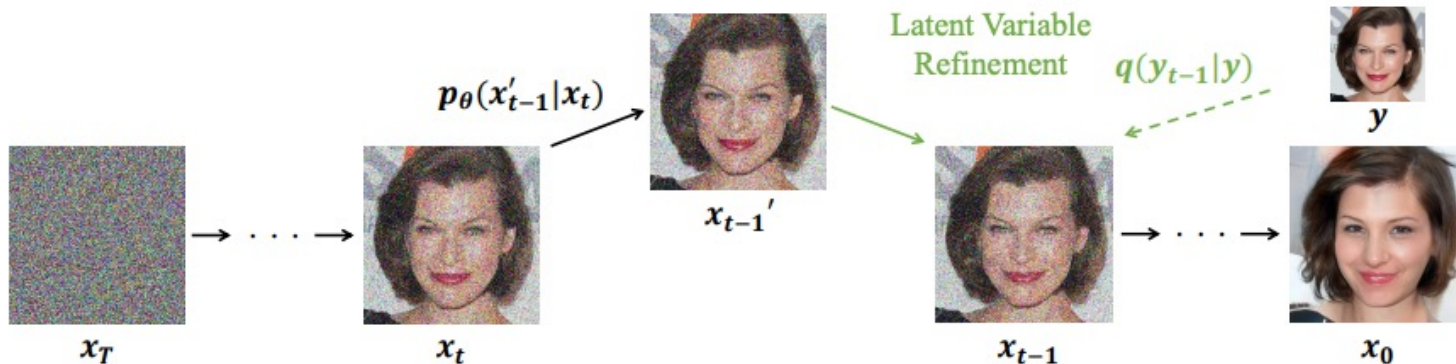 Latent Variable
Refinement
q(y_{t-1}|y)
p_θ(x'_{t-1}|x_t)
y
x_{t-1}'
. . .
. . .
x_T
x_t
x_{t-1}
x_0